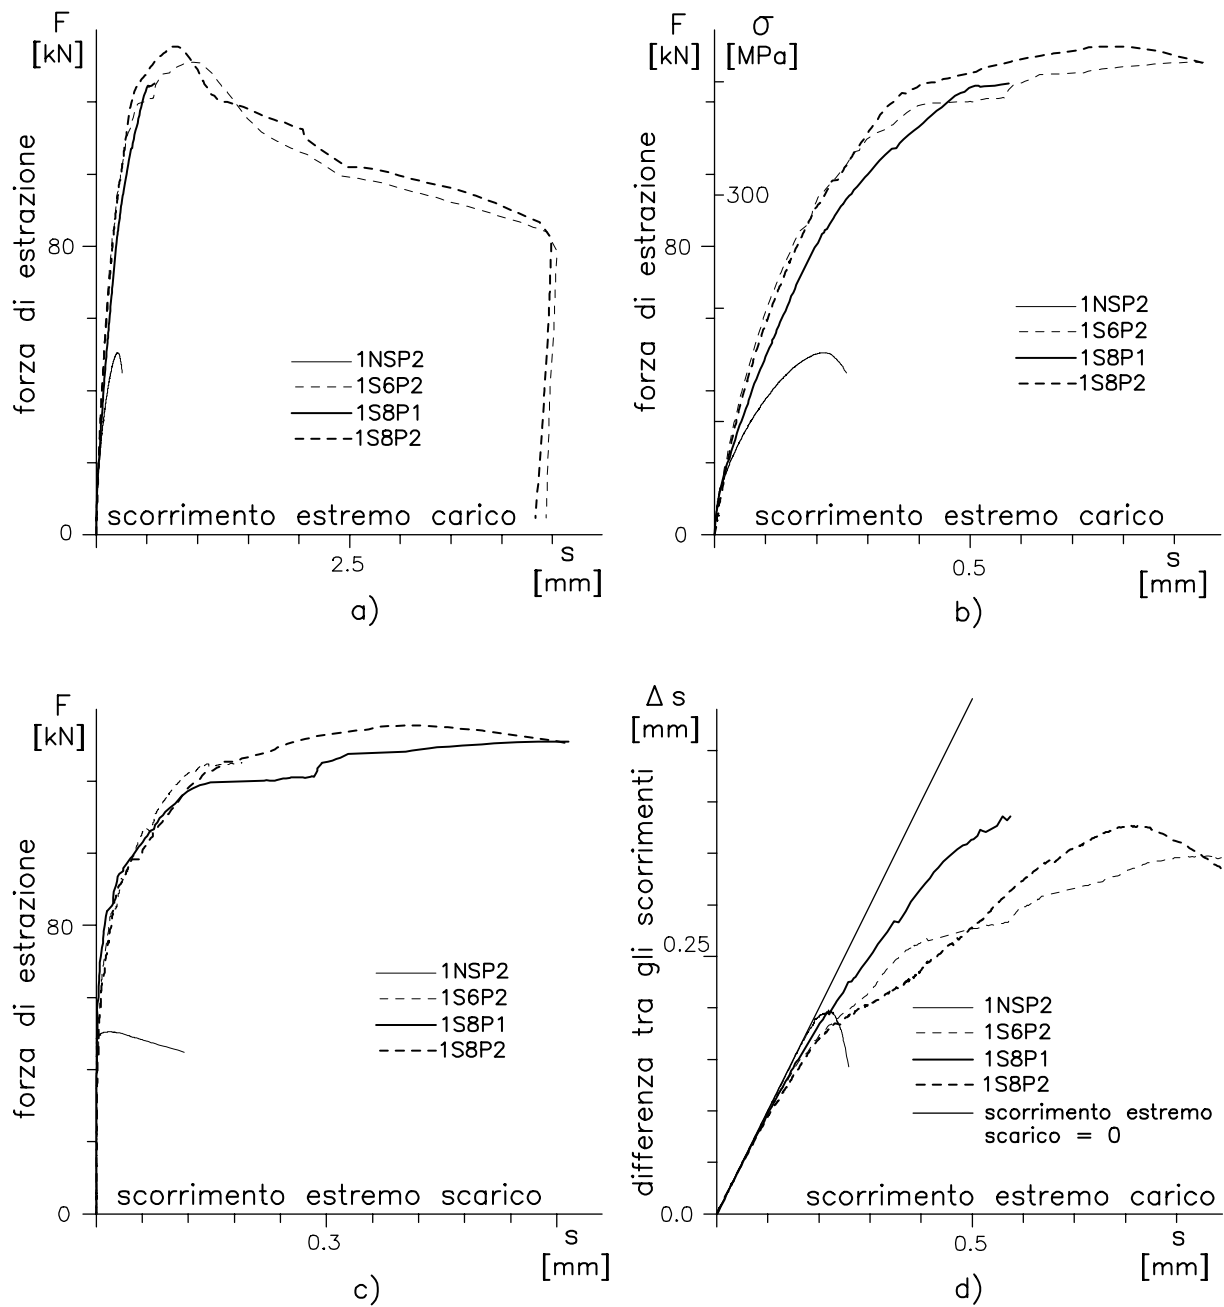 F
[kN]
forza di estrazione
80
0
1NSP2
1S6P2
1S8P1
1S8P2
scorrimento estremo carico
2.5
s
[mm]
a)
F
[kN]
σ
[MPa]
forza di estrazione
300
80
0
1NSP2
1S6P2
1S8P1
1S8P2
scorrimento estremo carico
0.5
s
[mm]
b)
F
[kN]
forza di estrazione
80
0
1NSP2
1S6P2
1S8P1
1S8P2
scorrimento estremo scarico
0.3
s
[mm]
c)
Δ s
[mm]
differenza tra gli scorrimenti
0.25
0.0
1NSP2
1S6P2
1S8P1
1S8P2
scorrimento estremo
scarico = 0
scorrimento estremo carico
0.5
s
[mm]
d)